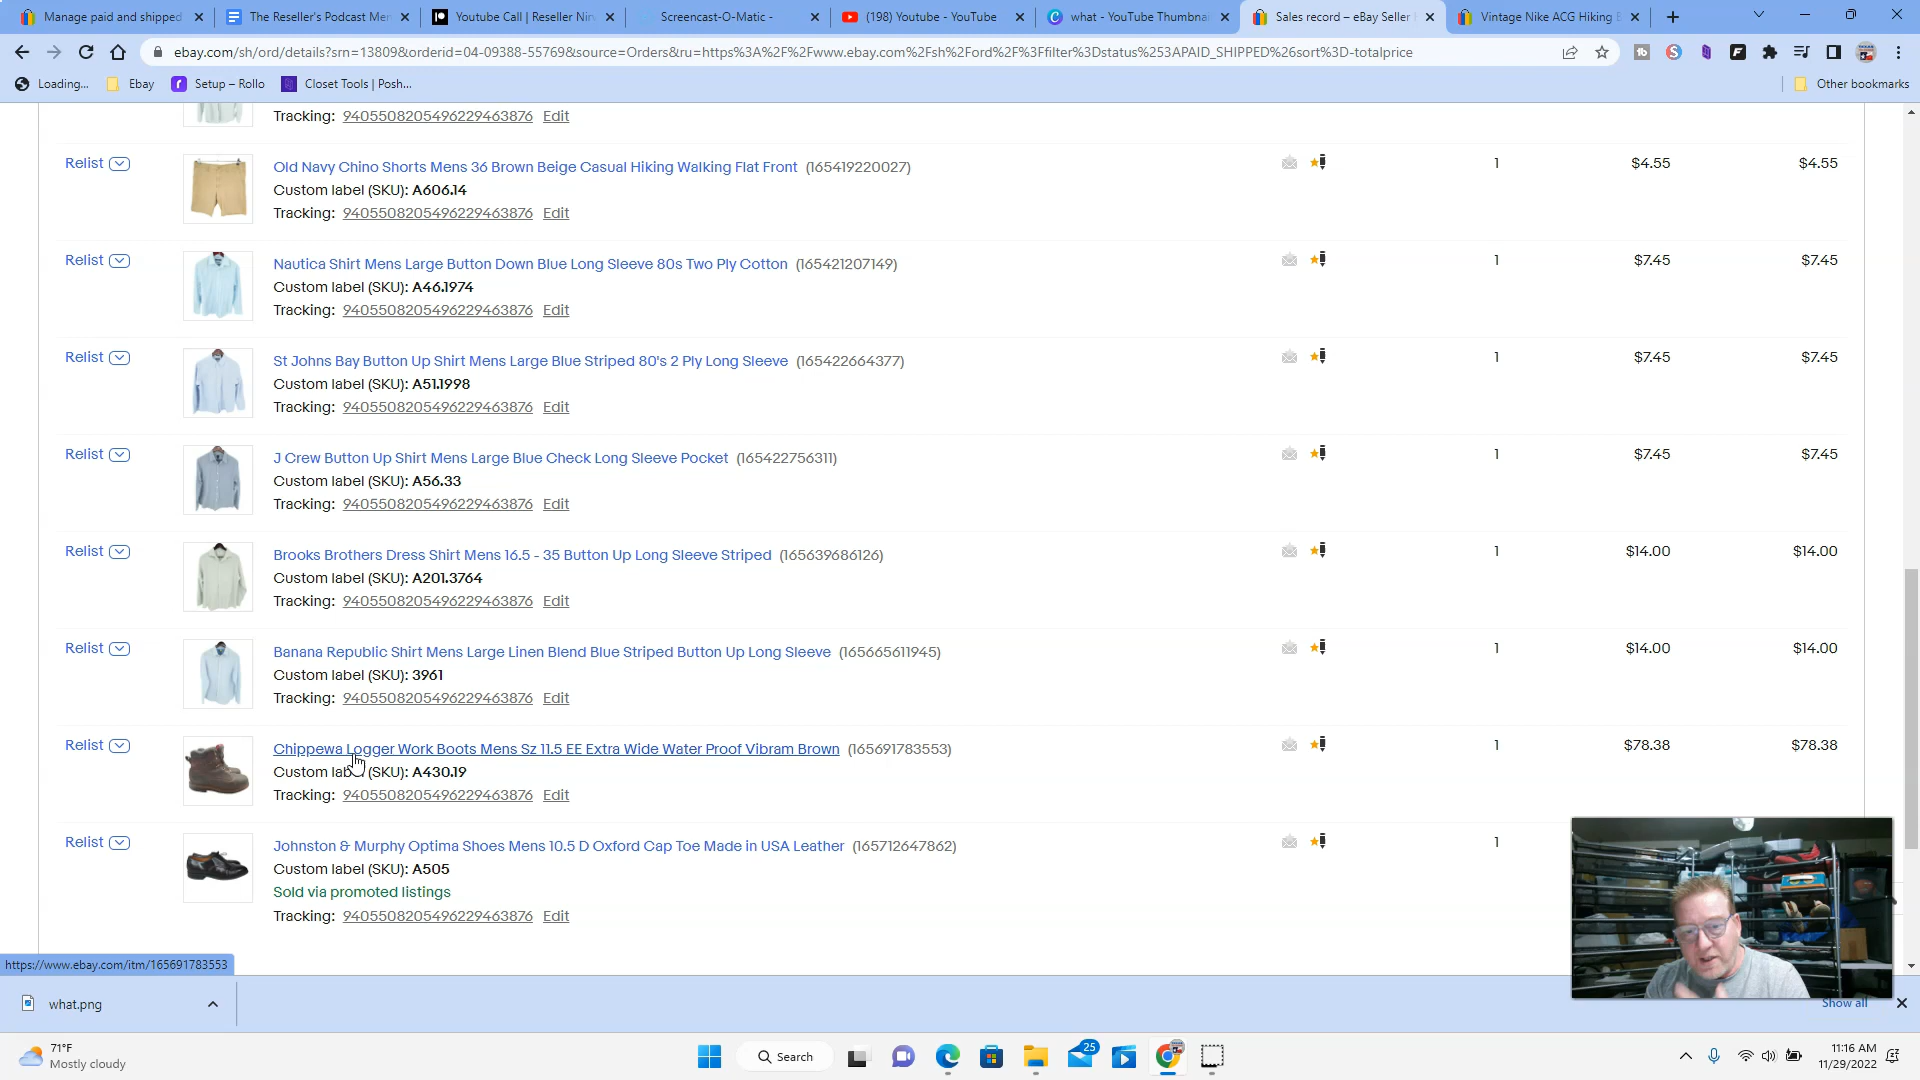 Manage paid and shipped
The Reseller's Podcast Mer
Youtube Call | Reseller Nin
Screencast-O-Matic -
(198) Youtube - YouTube
what - YouTube Thumbnai
Sales record – eBay Seller
Vintage Nike ACG Hiking
ebay.com/sh/ord/details?srn=13809&orderid=04-09388-55769&source=Orders&ru=https%3A%2F%2Fwww.ebay.com%2Fsh%2Ford%2F%3Ffilter%3Dstatus%253APAID_SHIPPED%26sort%3D-totalprice
Loading...
Ebay
Setup – Rollo
Closet Tools | Posh...
Other bookmarks
Tracking: 9405508205496229463876 Edit
Relist
Old Navy Chino Shorts Mens 36 Brown Beige Casual Hiking Walking Flat Front (165419220027)
1 $4.55 $4.55
Custom label (SKU): A606.14
Tracking: 9405508205496229463876 Edit
Relist
Nautica Shirt Mens Large Button Down Blue Long Sleeve 80s Two Ply Cotton (165421207149)
1 $7.45 $7.45
Custom label (SKU): A46.1974
Tracking: 9405508205496229463876 Edit
Relist
St Johns Bay Button Up Shirt Mens Large Blue Striped 80's 2 Ply Long Sleeve (165422664377)
1 $7.45 $7.45
Custom label (SKU): A51.1998
Tracking: 9405508205496229463876 Edit
Relist
J Crew Button Up Shirt Mens Large Blue Check Long Sleeve Pocket (165422756311)
1 $7.45 $7.45
Custom label (SKU): A56.33
Tracking: 9405508205496229463876 Edit
Relist
Brooks Brothers Dress Shirt Mens 16.5 - 35 Button Up Long Sleeve Striped (165639686126)
1 $14.00 $14.00
Custom label (SKU): A201.3764
Tracking: 9405508205496229463876 Edit
Relist
Banana Republic Shirt Mens Large Linen Blend Blue Striped Button Up Long Sleeve (165665611945)
1 $14.00 $14.00
Custom label (SKU): 3961
Tracking: 9405508205496229463876 Edit
Relist
Chippewa Logger Work Boots Mens Sz 11.5 EE Extra Wide Water Proof Vibram Brown (165691783553)
1 $78.38 $78.38
Custom label (SKU): A430.19
Tracking: 9405508205496229463876 Edit
Relist
Johnston & Murphy Optima Shoes Mens 10.5 D Oxford Cap Toe Made in USA Leather (165712647862)
1
Custom label (SKU): A505
Sold via promoted listings
Tracking: 9405508205496229463876 Edit
https://www.ebay.com/itm/165691783553
what.png
Show all
71°F
Mostly cloudy
Search
25
11:16 AM
11/29/2022